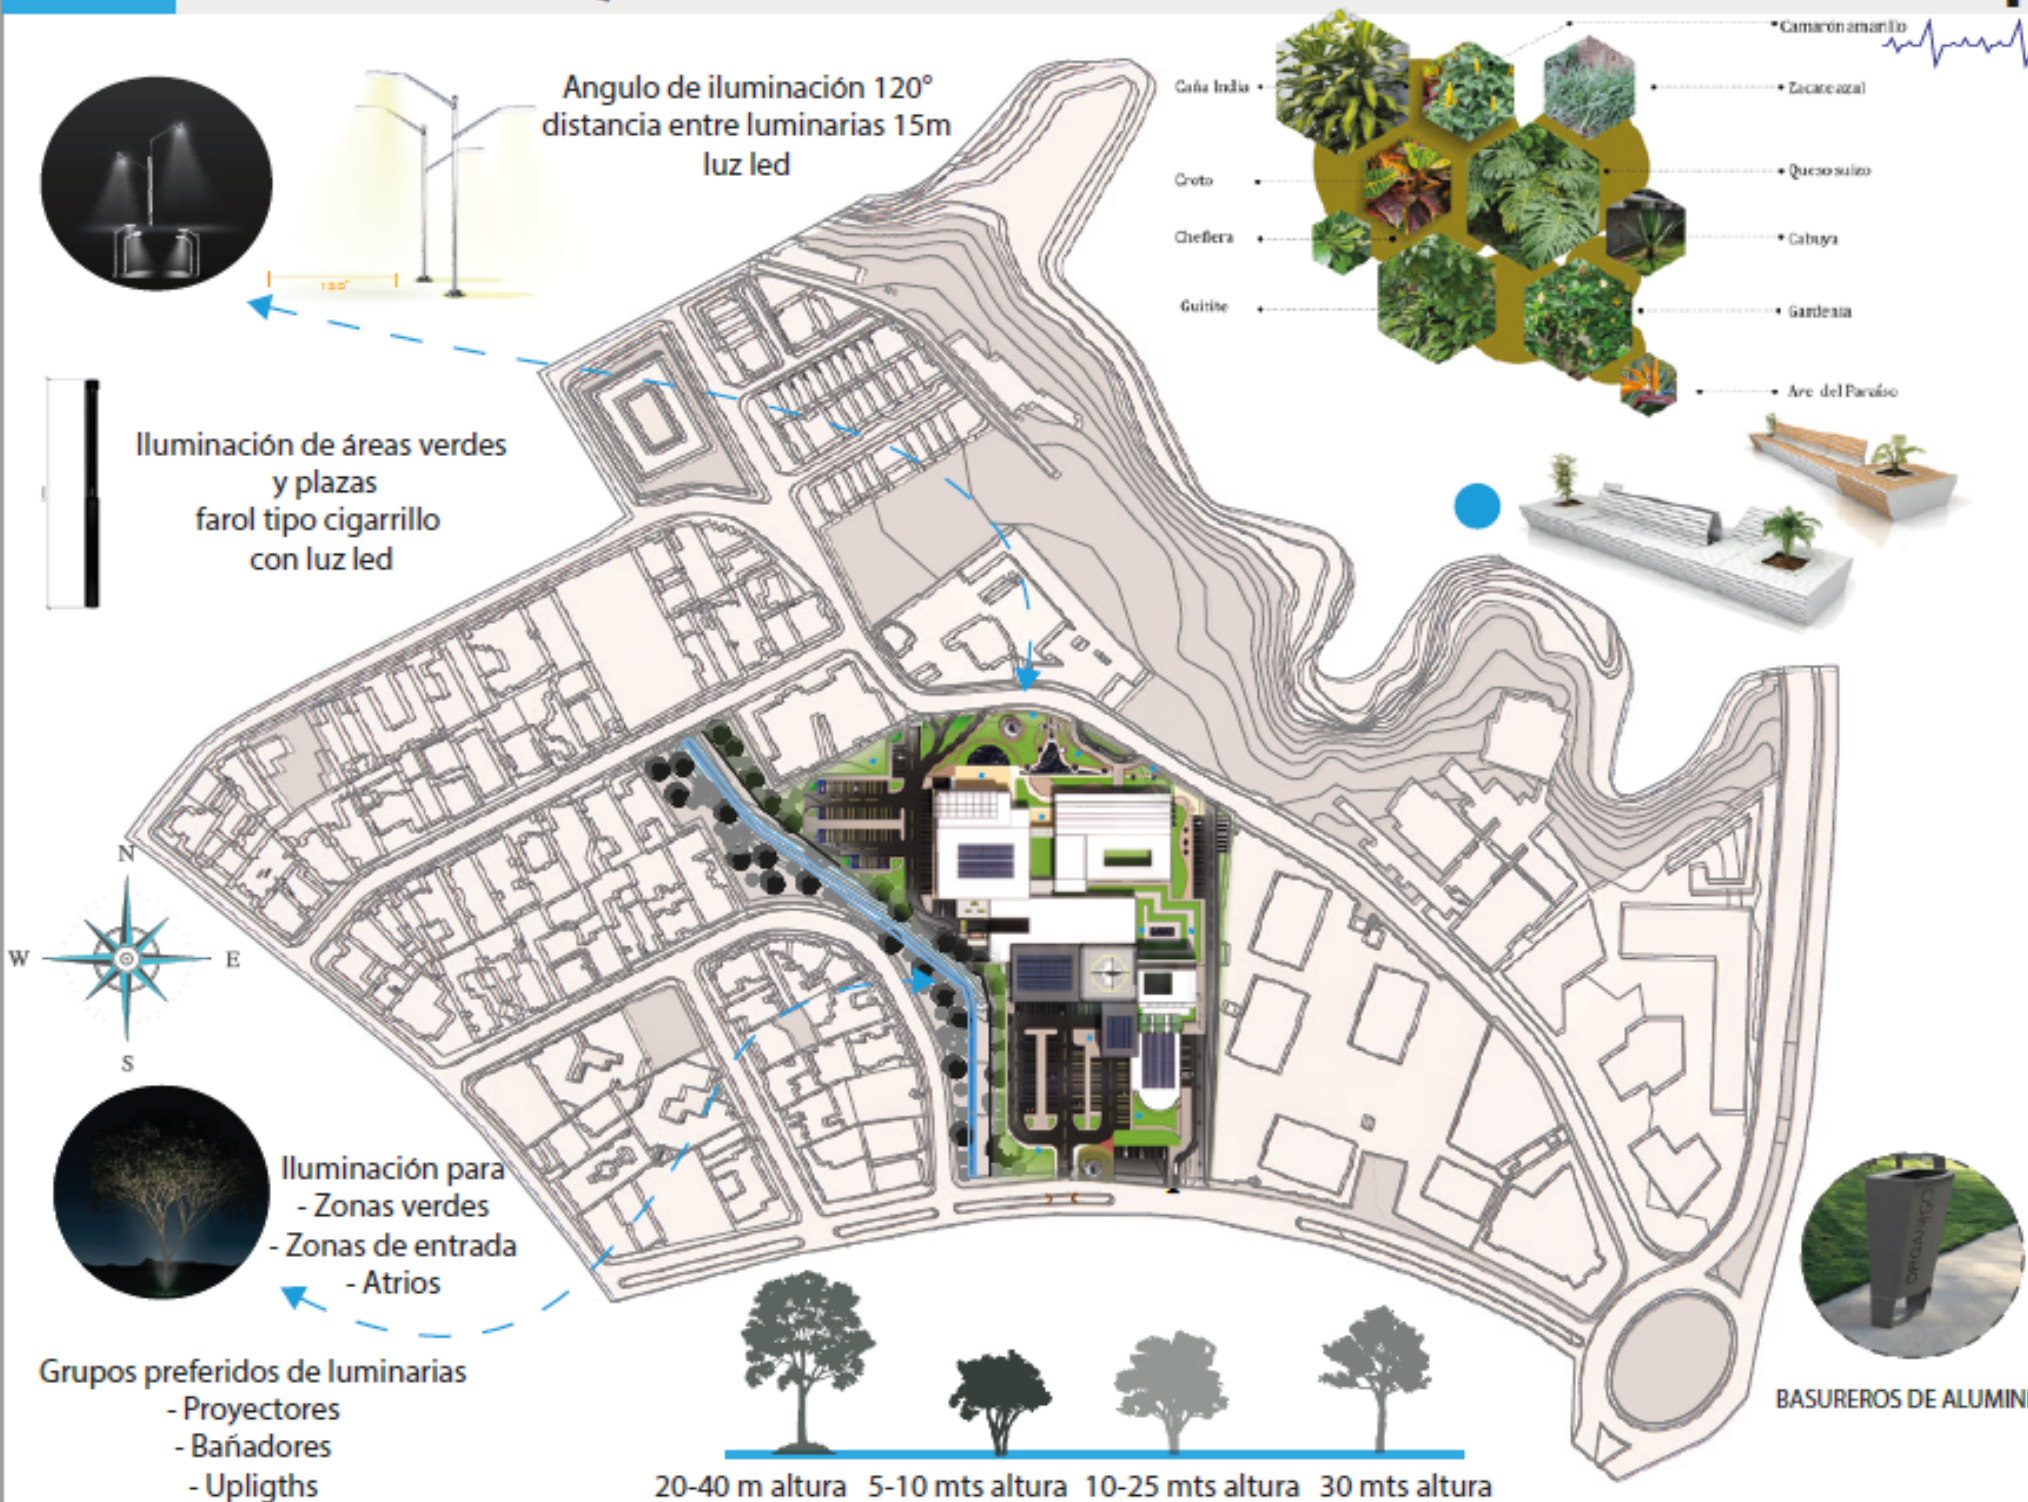 Angulo de iluminación 120°
distancia entre luminarias 15m
luz led
Camarón amarillo
Caña India
Zacate azul
Croto
Queso suizo
Cheflera
Cabuya
Guitite
Gardenia
Ave del Paraíso
Iluminación de áreas verdes
y plazas
farol tipo cigarrillo
con luz led
N
W
E
S
Iluminación para
- Zonas verdes
- Zonas de entrada
- Atrios
Grupos preferidos de luminarias
- Proyectores
- Bañadores
- Upligths
ORGANICO
BASUREROS DE ALUMINI
20-40 m altura
5-10 mts altura
10-25 mts altura
30 mts altura